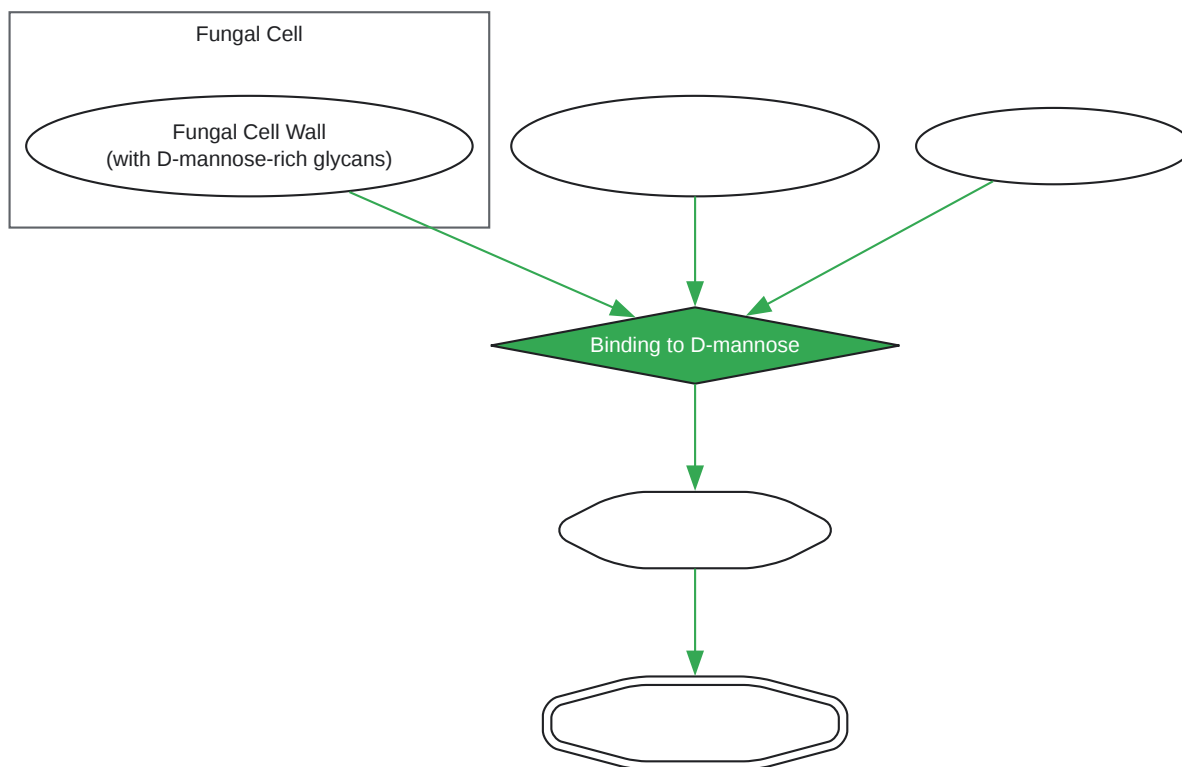 Fungal Cell
Fungal Cell Wall
(with D-mannose-rich glycans)
Binding to D-mannose